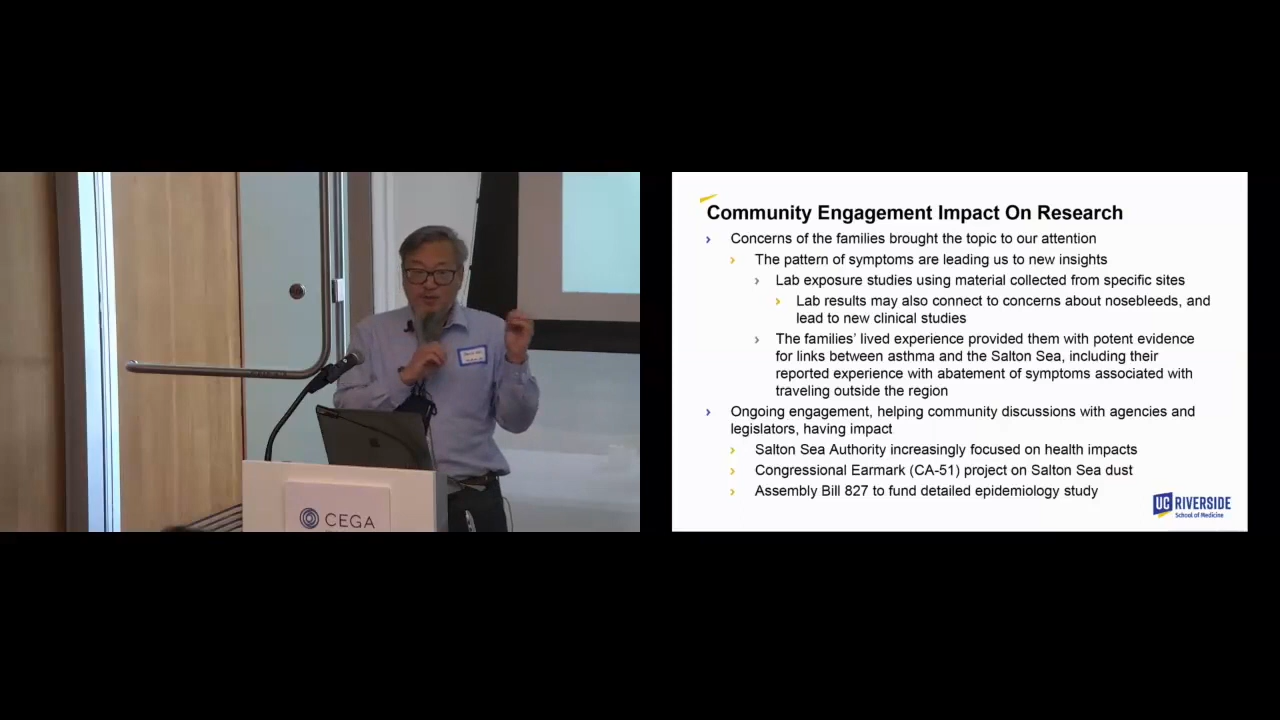 CEGA
Community Engagement Impact On Research
› Concerns of the families brought the topic to our attention
› The pattern of symptoms are leading us to new insights
› Lab exposure studies using material collected from specific sites
› Lab results may also connect to concerns about nosebleeds, and
lead to new clinical studies
› The families’ lived experience provided them with potent evidence
for links between asthma and the Salton Sea, including their
reported experience with abatement of symptoms associated with
traveling outside the region
› Ongoing engagement, helping community discussions with agencies and
legislators, having impact
› Salton Sea Authority increasingly focused on health impacts
› Congressional Earmark (CA-51) project on Salton Sea dust
› Assembly Bill 827 to fund detailed epidemiology study
UC RIVERSIDE
School of Medicine